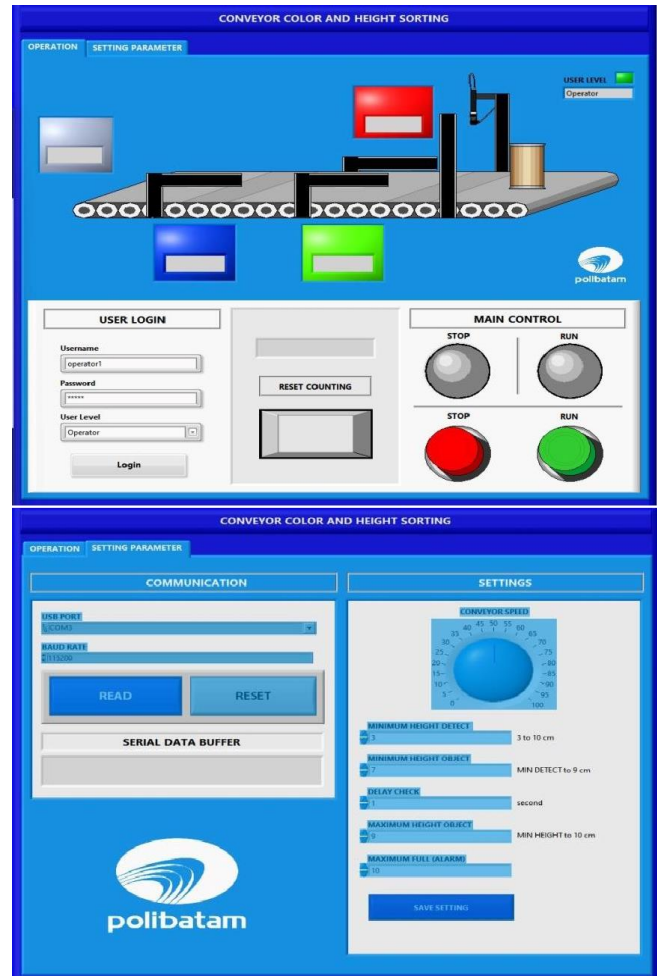 CONVEYOR COLOR AND HEIGHT SORTING
OPERATION SETTING PARAMETER
USER LEVEL
Operator
polibatam
USER LOGIN
Username
operator1
Password
*****
User Level
Operator
Login
RESET COUNTING
MAIN CONTROL
STOP RUN
STOP RUN
CONVEYOR COLOR AND HEIGHT SORTING
OPERATION SETTING PARAMETER
COMMUNICATION
USB PORT
COM3
BAUD RATE
115200
READ RESET
SERIAL DATA BUFFER
polibatam
SETTINGS
CONVEYOR SPEED
0 5 10 15 20 25 30 35 40 45 50 55 60 65 70 75 80 85 90 95 100
MINIMUM HEIGHT DETECT
3 3 to 10 cm
MINIMUM HEIGHT OBJECT
7 MIN DETECT to 9 cm
DELAY CHECK
1 second
MAXIMUM HEIGHT OBJECT
9 MIN HEIGHT to 10 cm
MAXIMUM FULL (ALARM)
10
SAVE SETTING